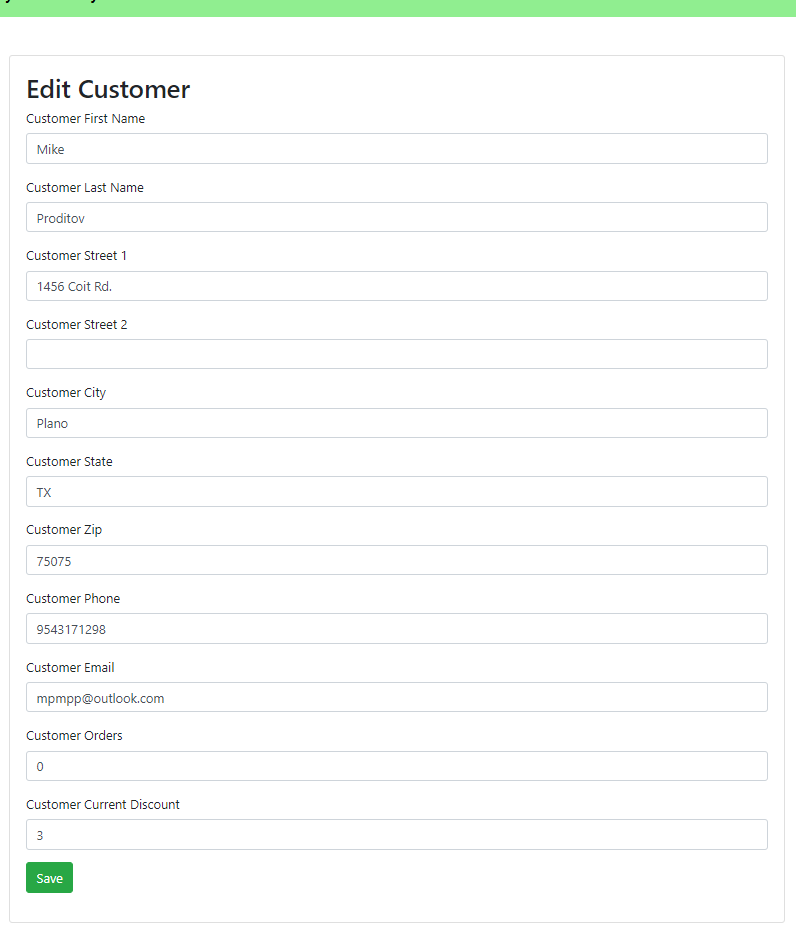 Edit Customer
Customer First Name
Mike
Customer Last Name
Proditov
Customer Street 1
1456 Coit Rd.
Customer Street 2
Customer City
Plano
Customer State
TX
Customer Zip
75075
Customer Phone
9543171298
Customer Email
mpmpp@outlook.com
Customer Orders
0
Customer Current Discount
3
Save